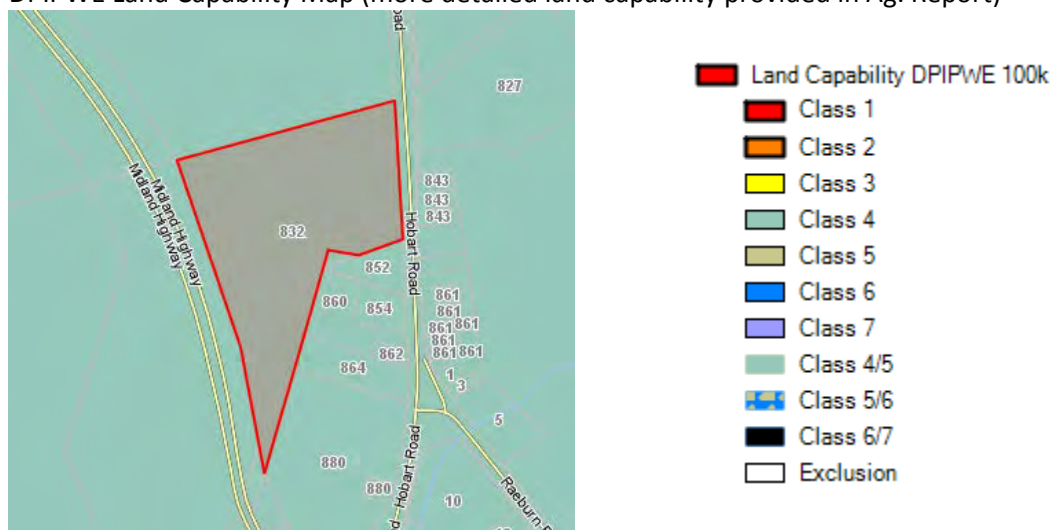 DPIPWE Land Capability Map (more detailed land capability provided in Ag. Report)
Road
827
Midland Highway
Midland Highway
843
843
843
832
Hobart Road
852
860
854
861
861
861 861
861
861 861
862
864
1
3
5
880
880
Hobart Road
10
Raeburn
Land Capability DPIPWE 100k
Class 1
Class 2
Class 3
Class 4
Class 5
Class 6
Class 7
Class 4/5
Class 5/6
Class 6/7
Exclusion